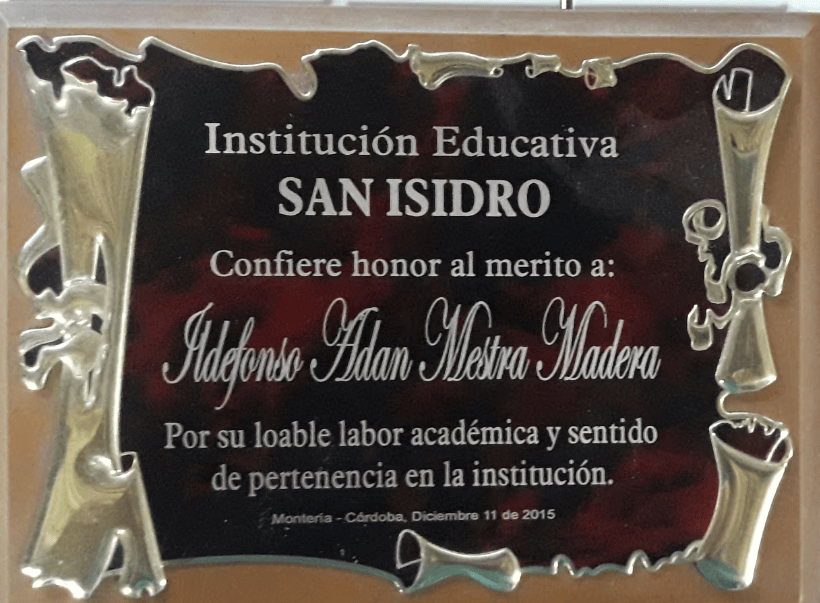 Institución Educativa
SAN ISIDRO
Confiere honor al merito a:
Ildefonso Adan Mestra Madera
Por su loable labor académica y sentido
de pertenencia en la institución.
Montería - Córdoba, Diciembre 11 de 2015